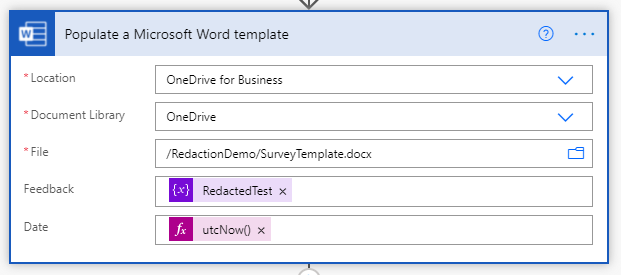 Populate a Microsoft Word template
* Location OneDrive for Business
* Document Library OneDrive
* File /RedactionDemo/SurveyTemplate.docx
Feedback {x} RedactedTest ×
Date fx utcNow() ×